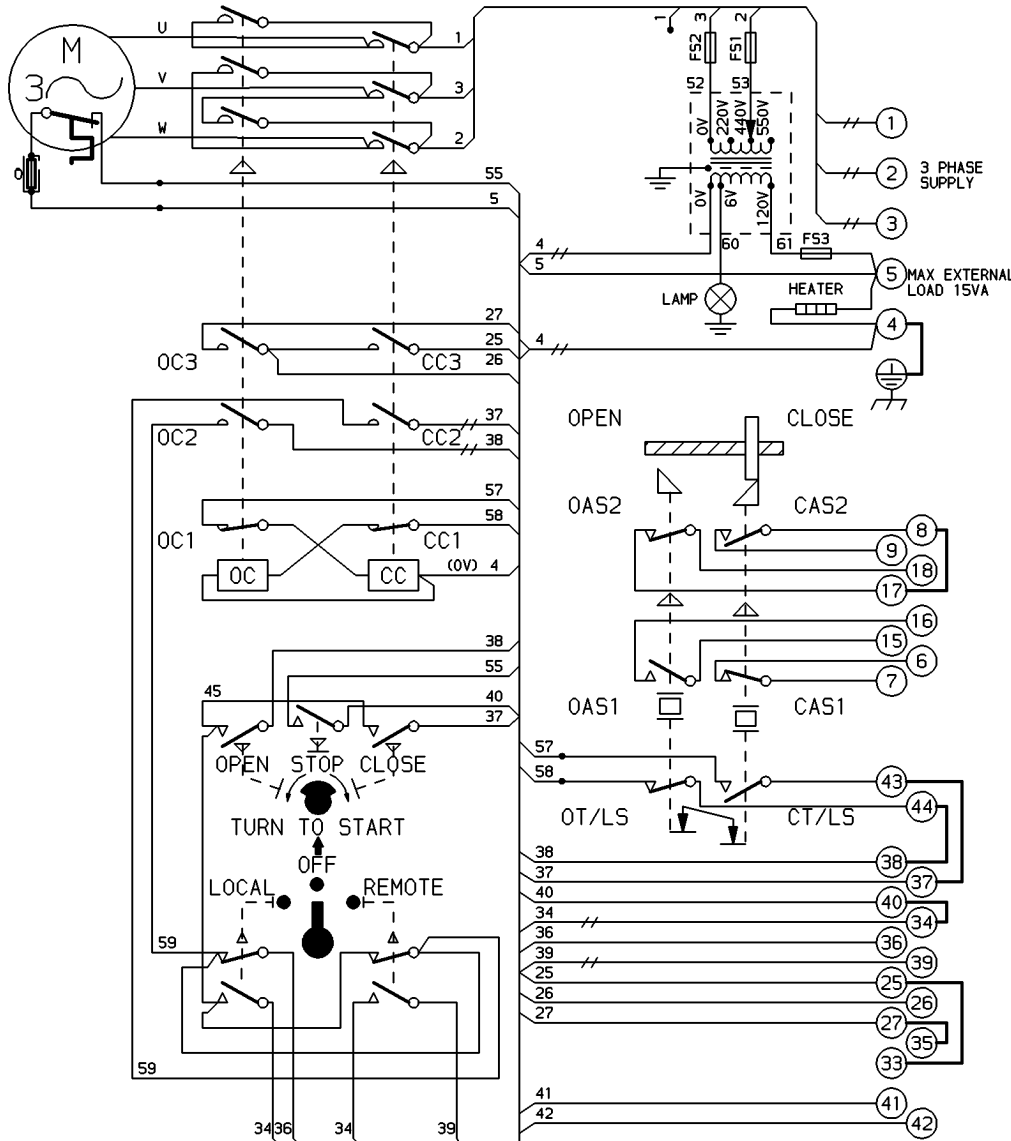 U
M
3
V
W
1
3
2
Θ
55
5
1
3
2
FS2
FS1
52
53
0V
220V
440V
550V
0V
6V
120V
60
61
FS3
4
5
LAMP
HEATER
4
1
2
3 PHASE
SUPPLY
3
5
MAX EXTERNAL
LOAD 15VA
4
27
25
26
OC3
CC3
OC2
CC2
37
38
57
58
OC1
CC1
OC
CC
(0V) 4
OPEN
CLOSE
OAS2
CAS2
8
9
18
17
16
15
6
7
OAS1
CAS1
38
55
45
40
37
OPEN
STOP
CLOSE
TURN TO START
OFF
LOCAL
REMOTE
59
59
34
36
34
39
57
58
OT/LS
CT/LS
43
44
38
38
37
37
40
40
34
34
36
36
39
39
25
25
26
26
27
27
35
33
41
41
42
42